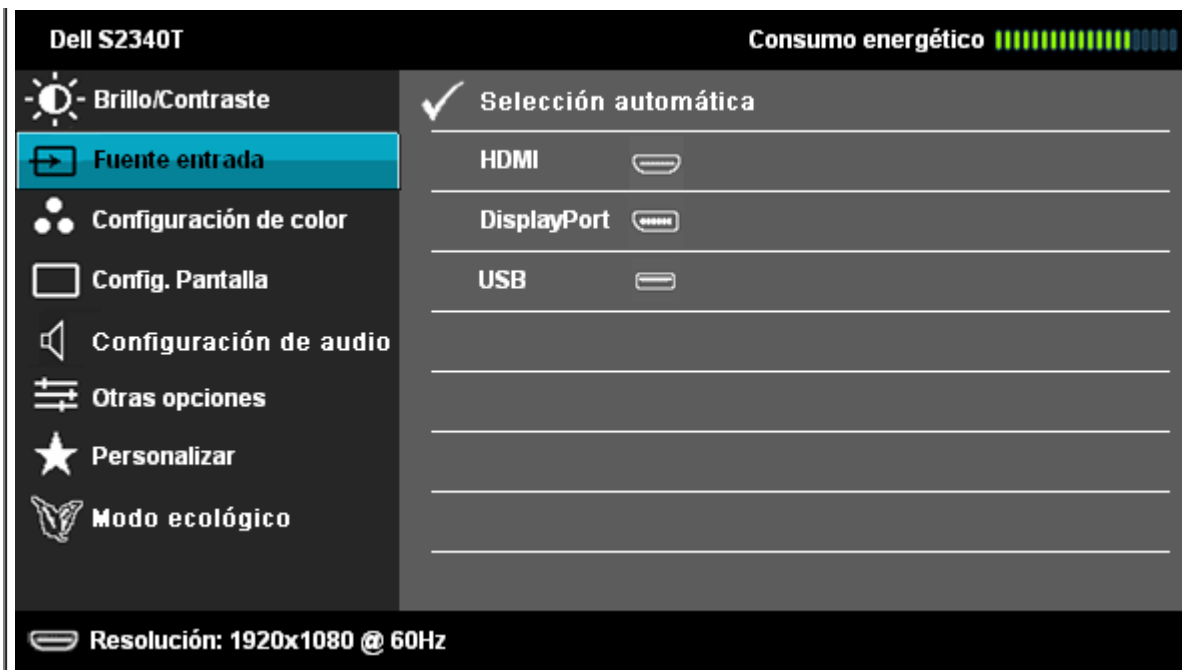 Dell S2340T
Consumo energético
Brillo/Contraste
Fuente entrada
Configuración de color
Config. Pantalla
Configuración de audio
Otras opciones
Personalizar
Modo ecológico
Selección automática
HDMI
DisplayPort
USB
Resolución: 1920x1080 @ 60Hz